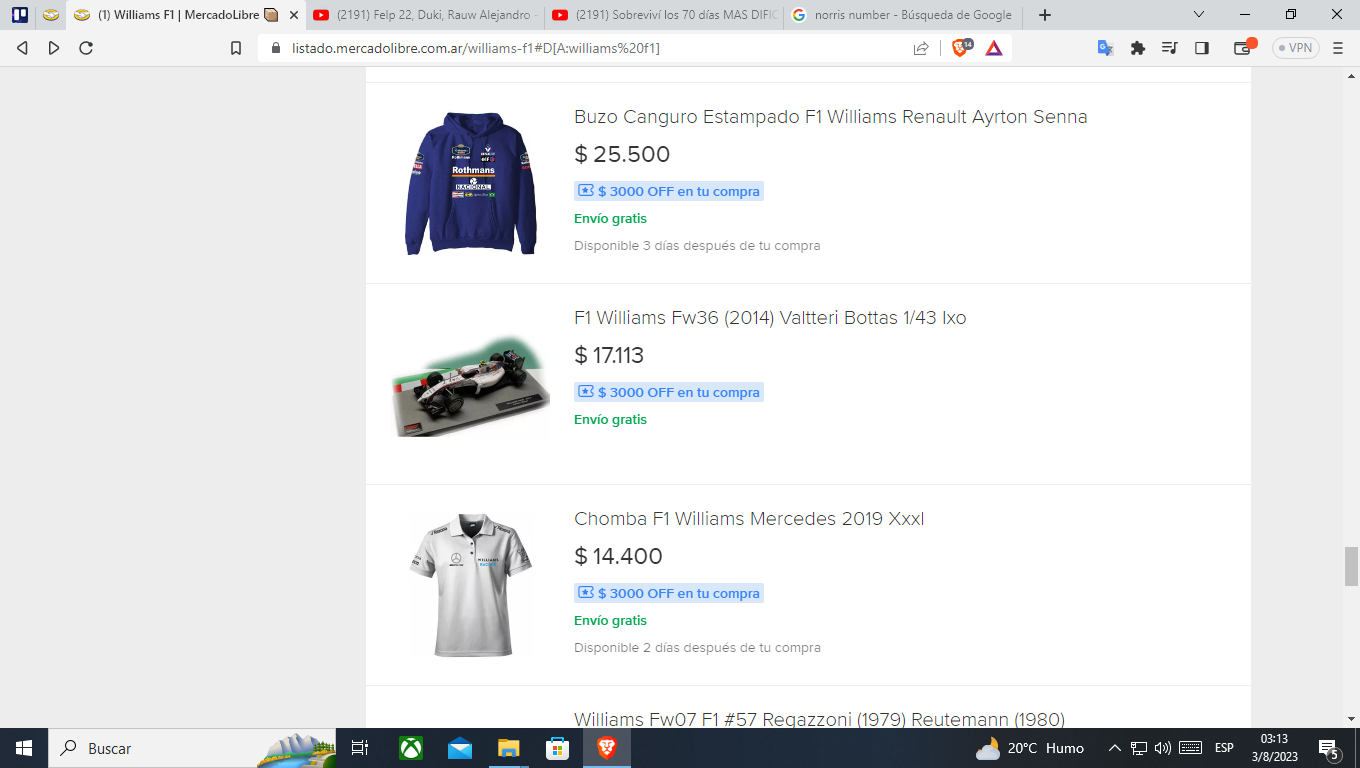 (1) Williams F1 | MercadoLibre
(2191) Felp 22, Duki, Rauw Alejandro -
(2191) Sobreviví los 70 días MAS DIFIC
norris number - Búsqueda de Google
listado.mercadolibre.com.ar/williams-f1#D[A:williams%20f1]
14
VPN
Buzo Canguro Estampado F1 Williams Renault Ayrton Senna
$ 25.500
$ 3000 OFF en tu compra
Envío gratis
Disponible 3 días después de tu compra
Rothmans
elf
Rothmans
RACIONAL
F1 Williams Fw36 (2014) Valtteri Bottas 1/43 Ixo
$ 17.113
$ 3000 OFF en tu compra
Envío gratis
Chomba F1 Williams Mercedes 2019 Xxxl
$ 14.400
$ 3000 OFF en tu compra
Envío gratis
Disponible 2 días después de tu compra
WILLIAMS
RACING
Williams Fw07 F1 #57 Regazzoni (1979) Reutemann (1980)
Buscar
20°C Humo
ESP
03:13
3/8/2023
5